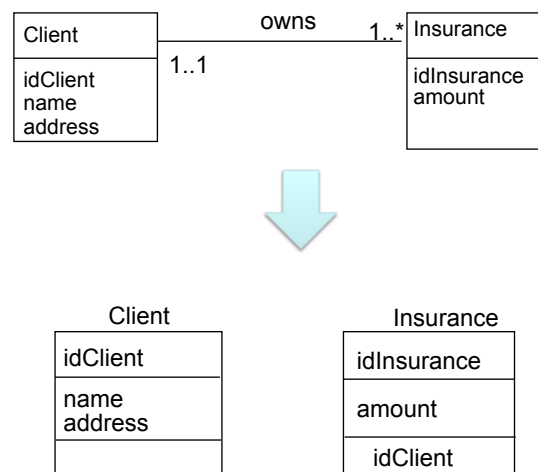 Client
idClient
name
address
owns
1..1
1..*
Insurance
idInsurance
amount
Client
idClient
name
address
Insurance
idInsurance
amount
idClient